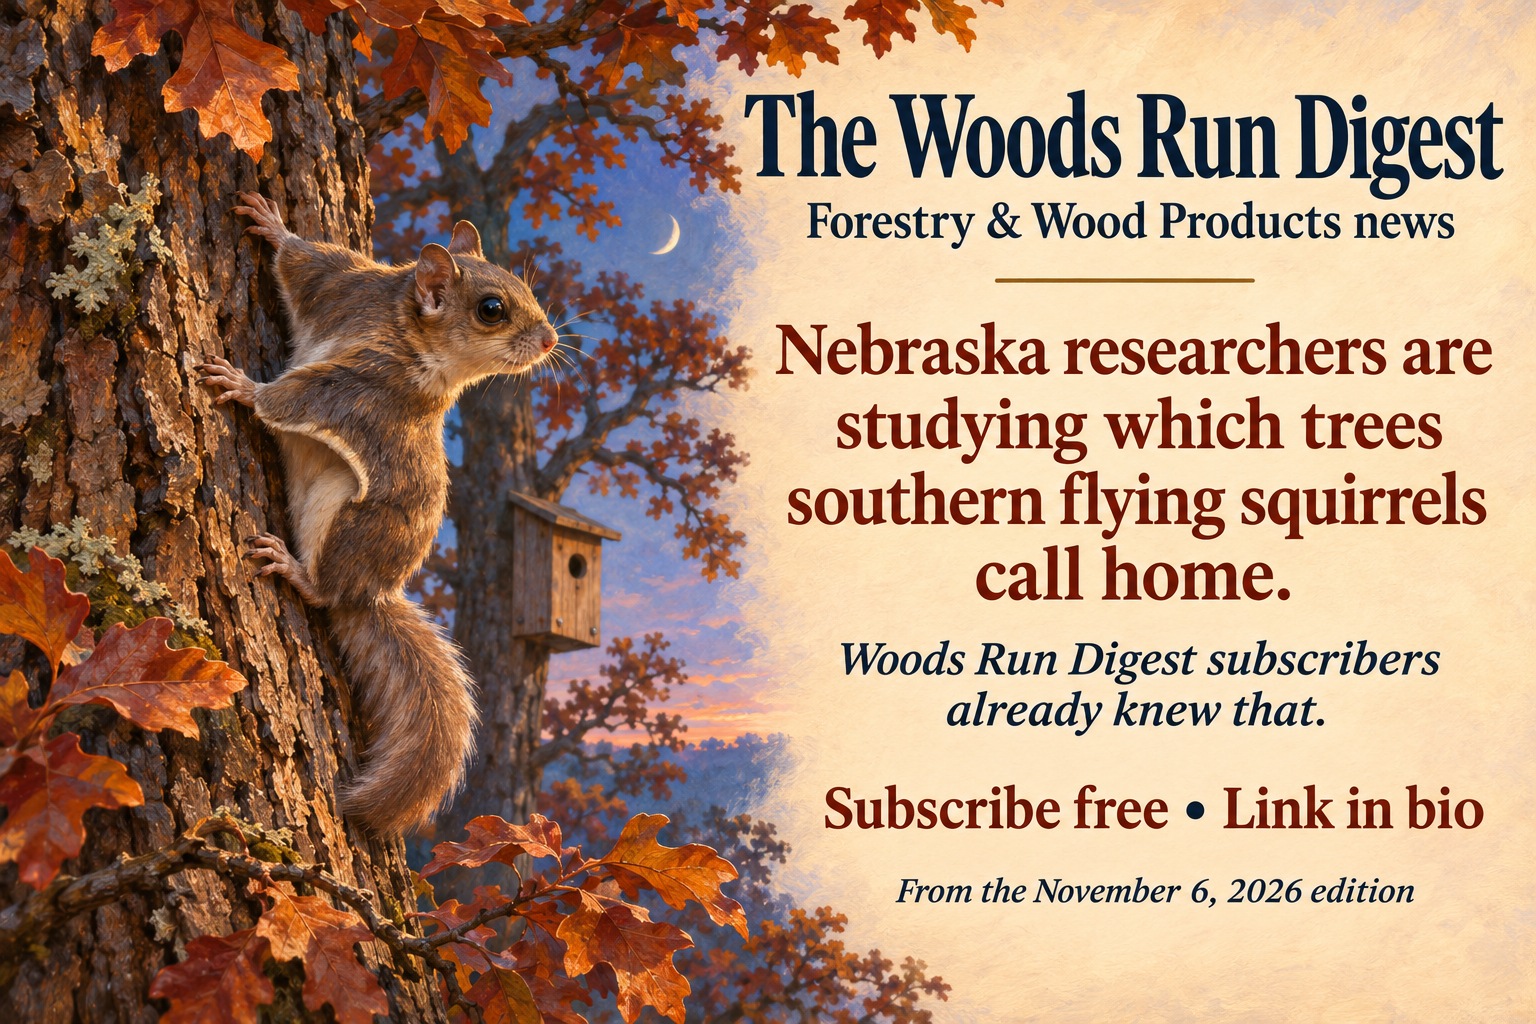 The Woods Run Digest
Forestry & Wood Products news
Nebraska researchers are
studying which trees
southern flying squirrels
call home.
Woods Run Digest subscribers
already knew that.
Subscribe free • Link in bio
From the November 6, 2026 edition